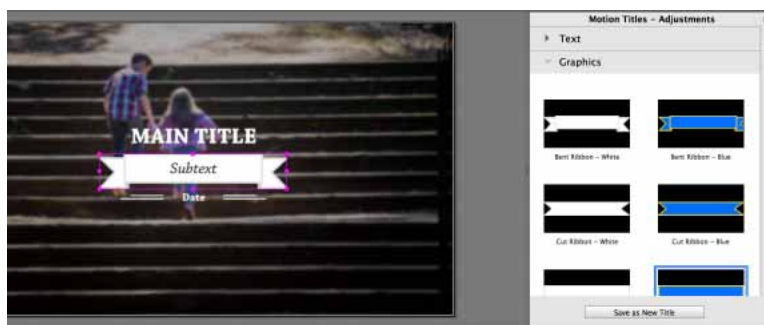 Motion Titles - Adjustments
Text
Graphics
MAIN TITLE
Subtext
Date
Bent Ribbon - White
Bent Ribbon - Blue
Cut Ribbon - White
Cut Ribbon - Blue
Save as New Title